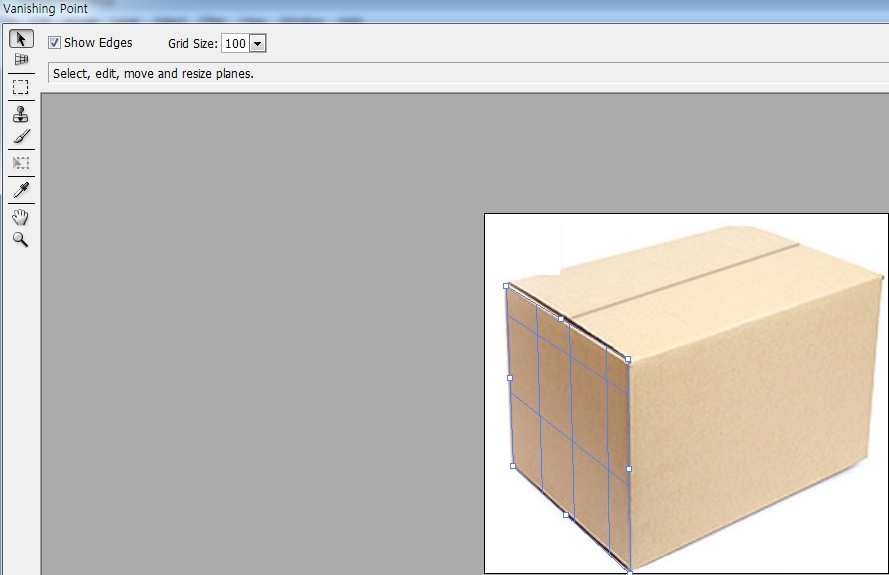 Vanishing Point
Show Edges Grid Size: 100
Select, edit, move and resize planes.